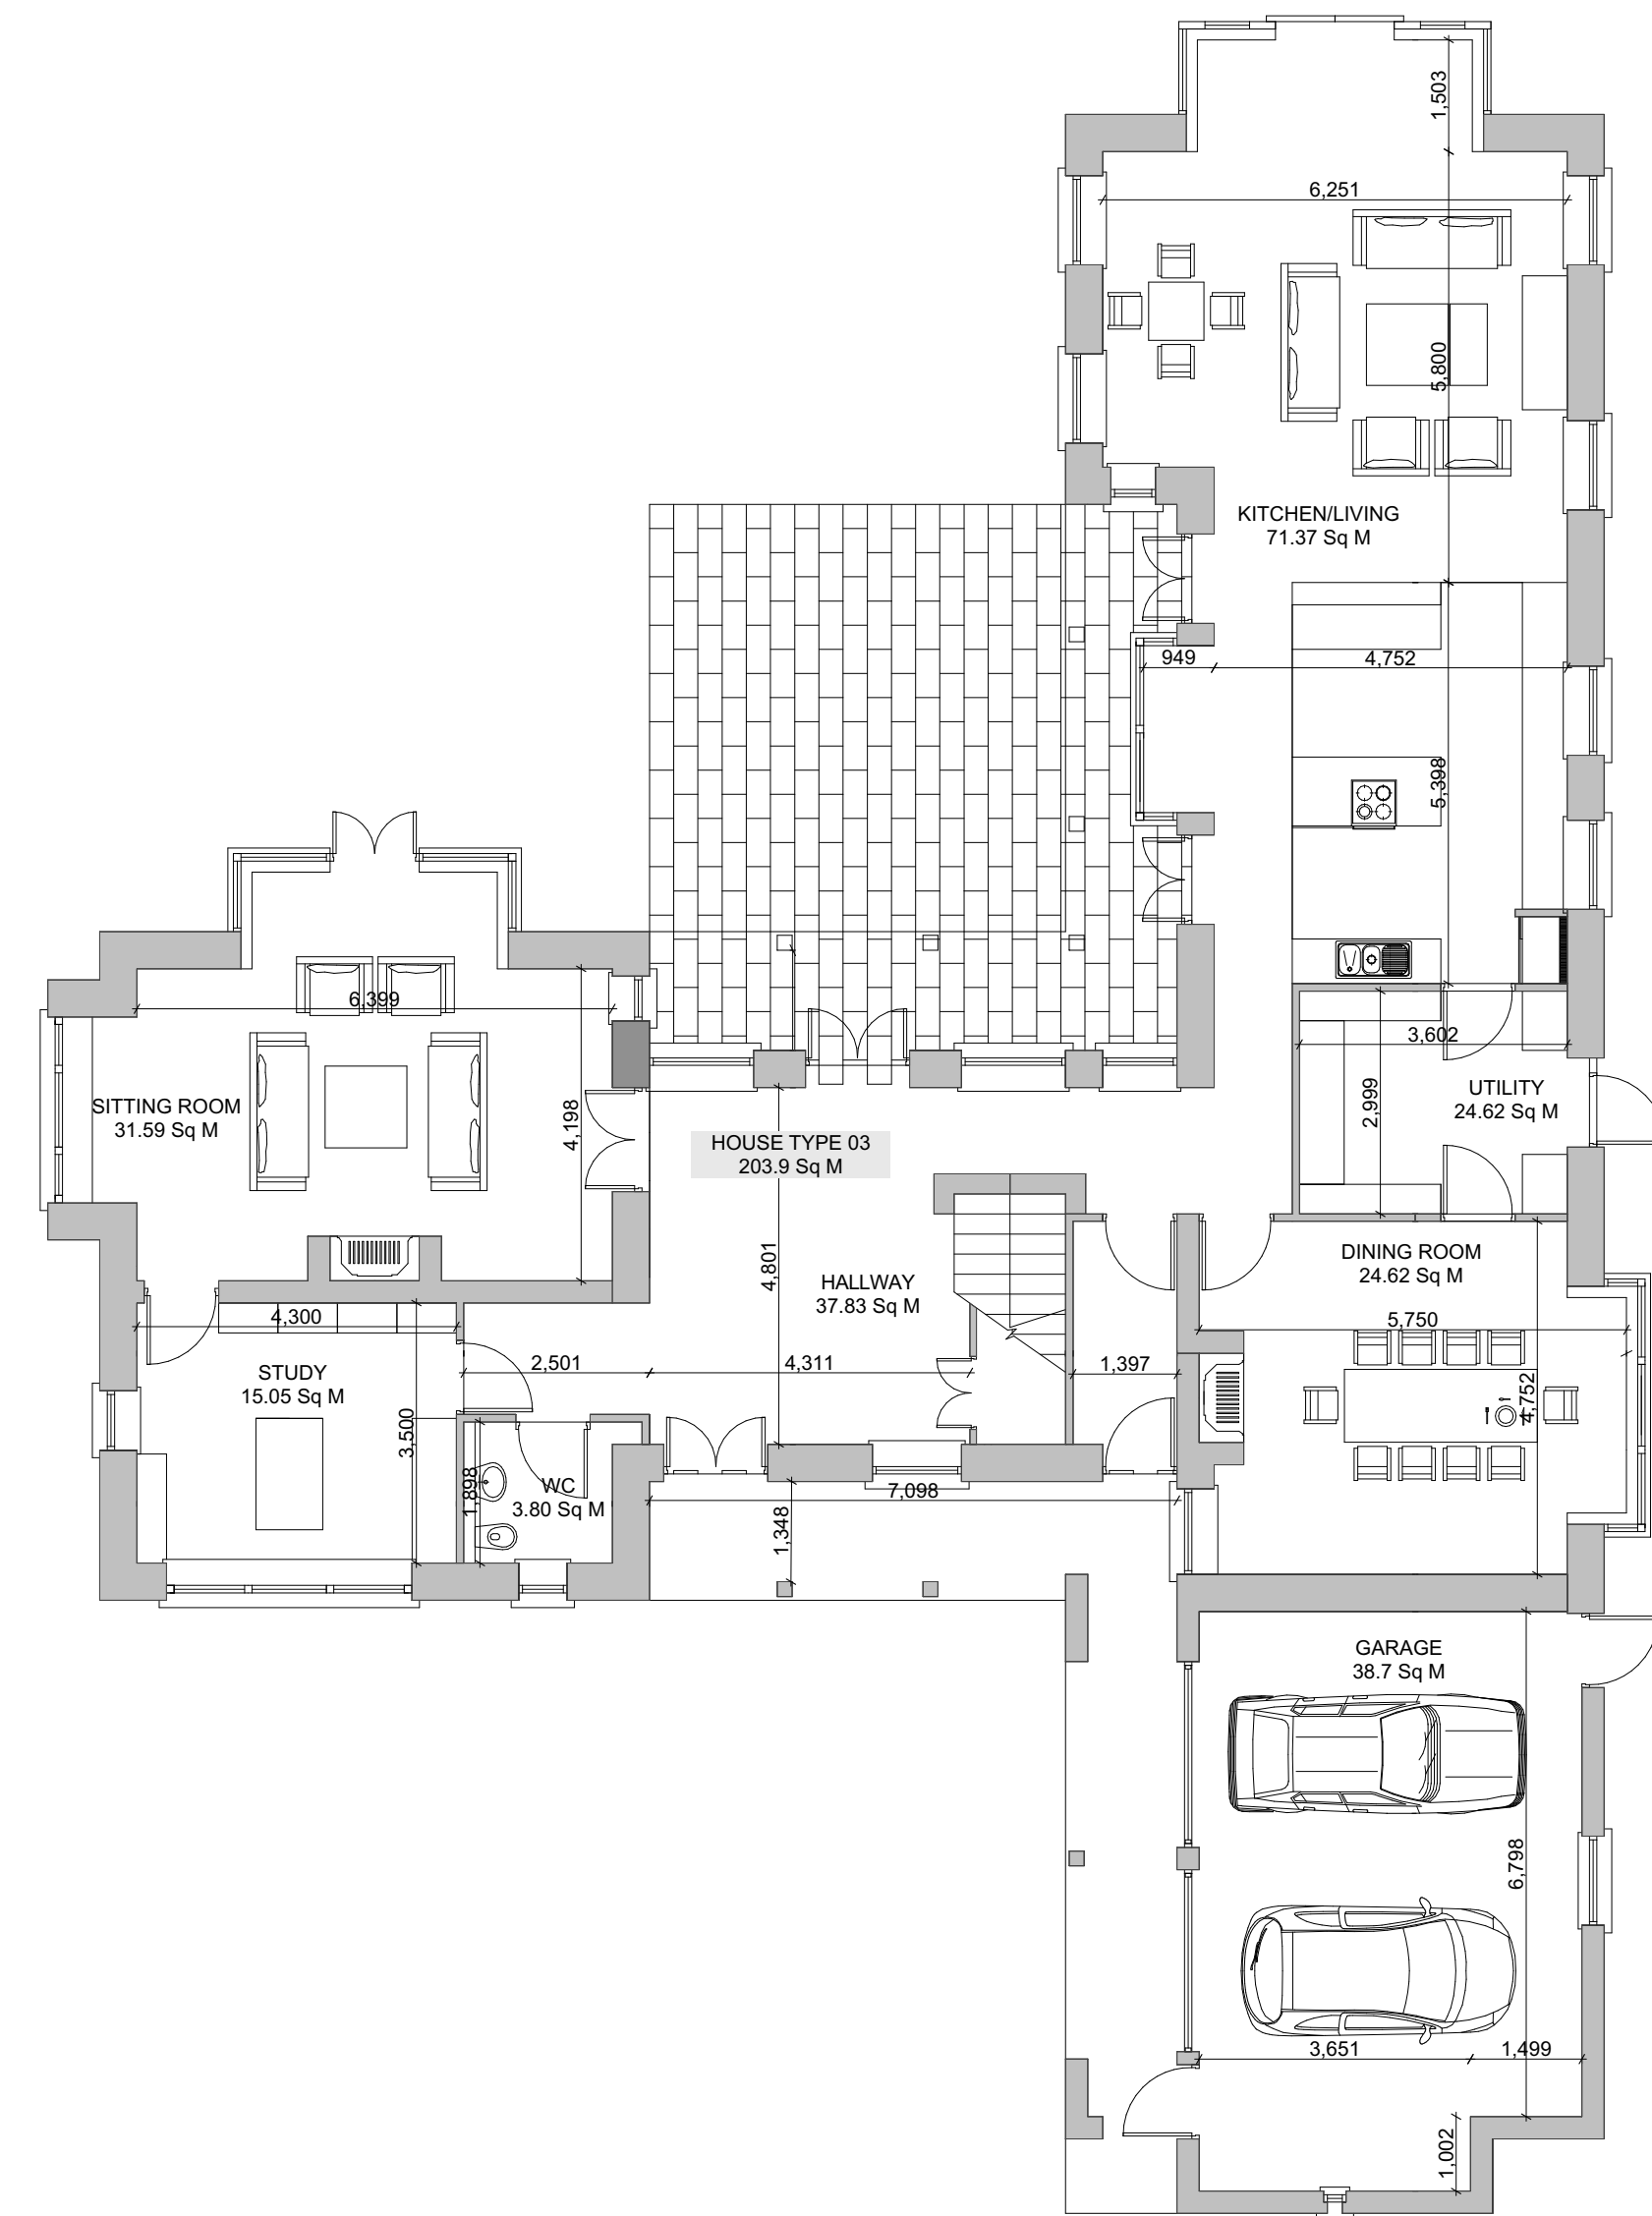 1,503
6,251
5,800
KITCHEN/LIVING
71.37 Sq M
949
4,752
5,398
6,399
3,602
UTILITY
24.62 Sq M
2,999
SITTING ROOM
31.59 Sq M
4,198
HOUSE TYPE 03
203.9 Sq M
4,801
HALLWAY
37.83 Sq M
DINING ROOM
24.62 Sq M
4,300
5,750
STUDY
15.05 Sq M
2,501
4,311
1,397
4,752
3,500
1,898
WC
3.80 Sq M
7,098
1,348
GARAGE
38.7 Sq M
6,798
3,651
1,499
1,002